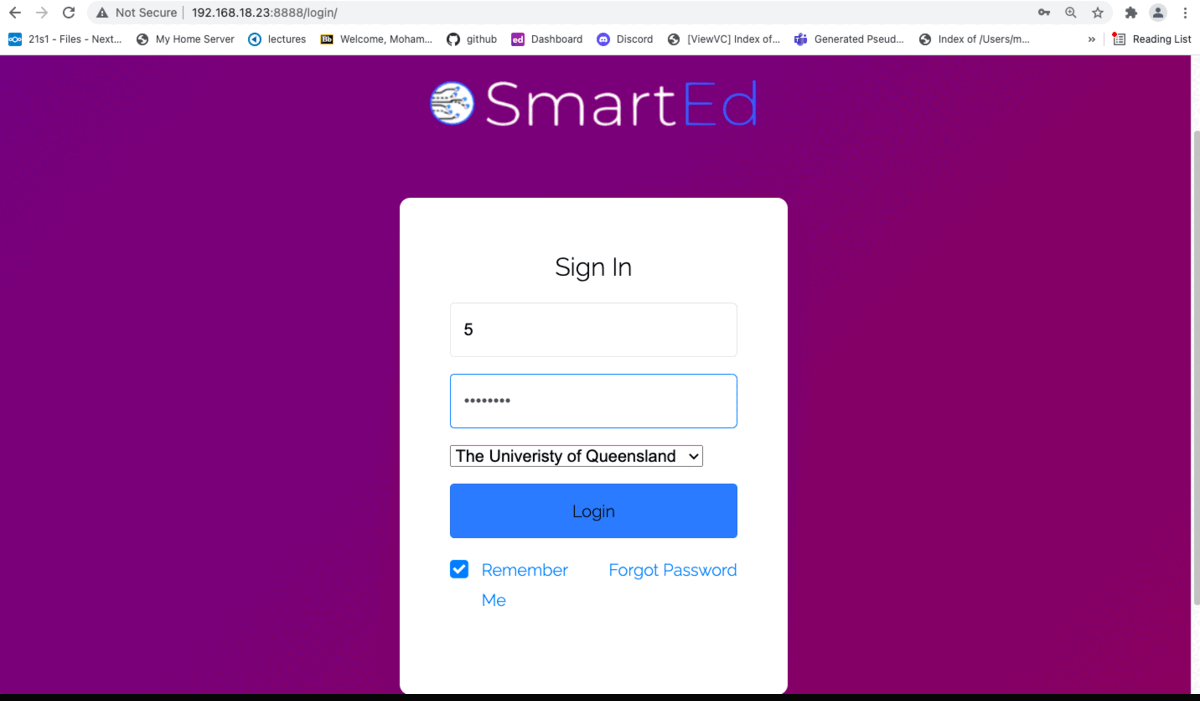 Not Secure | 192.168.18.23:8888/login/
21s1 - Files - Next... My Home Server lectures Bb Welcome, Moham... github ed Dashboard Discord [ViewVC] Index of... Generated Pseud... Index of /Users/m... » Reading List
SmartEd
Sign In
5
••••••••
The Univeristy of Queensland
Login
Remember Me
Forgot Password